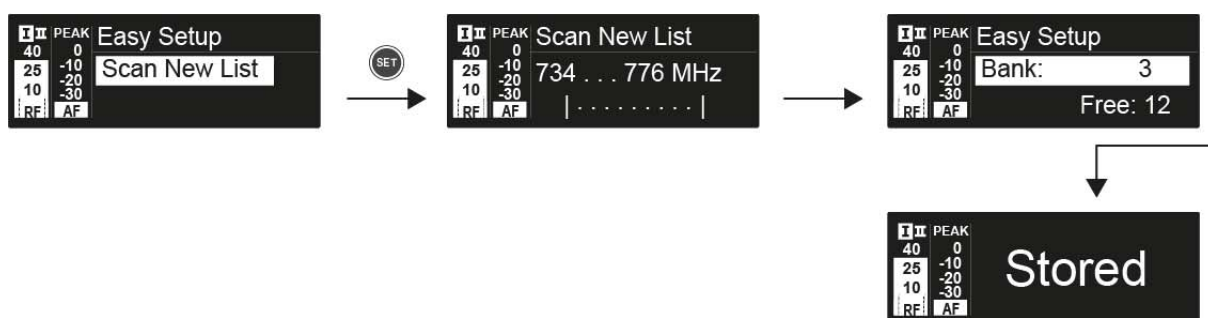 I II PEAK Easy Setup
40 0
25 -10 Scan New List
-20
10 -30
RF AF
SET
I II PEAK Scan New List
40 0
25 -10 734 . . . 776 MHz
-20
10 -30
RF AF | . . . . . . . . . |
I II PEAK Easy Setup
40 0
25 -10 Bank: 3
-20
10 -30
RF AF Free: 12
I II PEAK
40 0
25 -10 Stored
-20
10 -30
RF AF